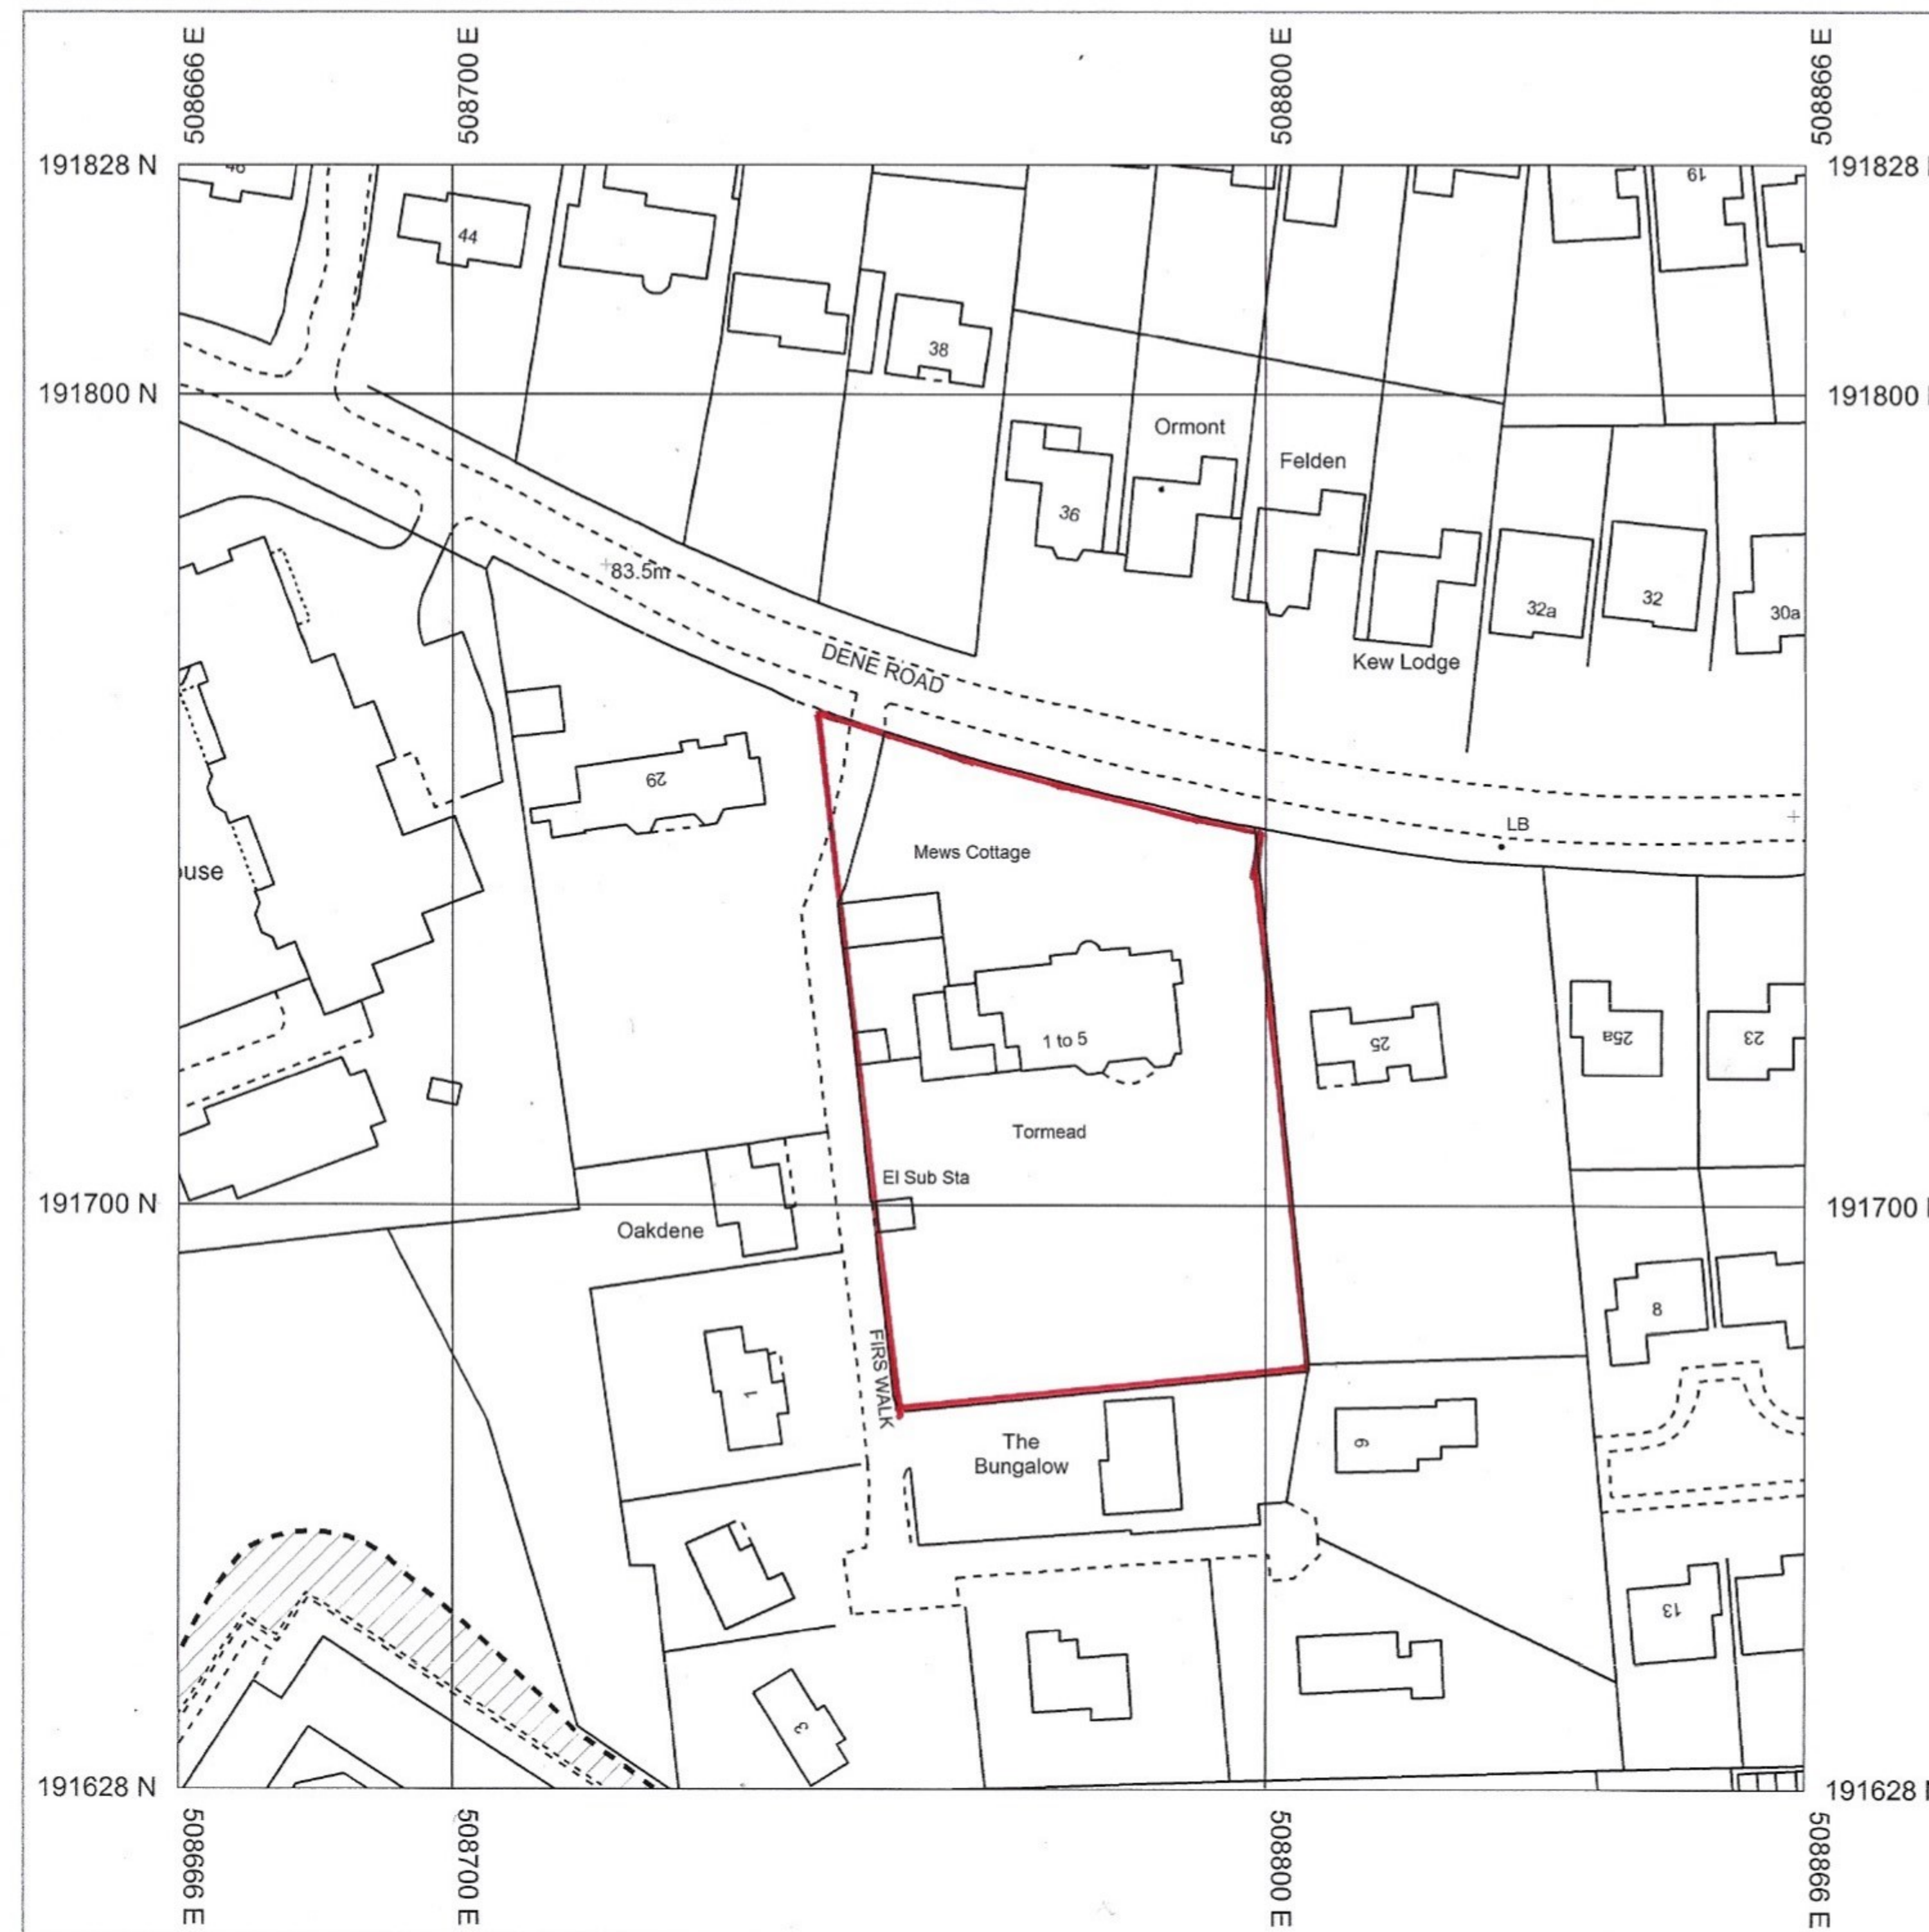 508666 E
508700 E
508800 E
508866 E
191828 N
191828
19
44
38
191800 N
191800
Ormont
Felden
36
83.5m
32a
32
30a
DENE ROAD
Kew Lodge
29
LB
Mews Cottage
use
1 to 5
25
25a
23
Tormead
El Sub Sta
191700 N
191700
Oakdene
8
FIRS WALK
1
The
Bungalow
6
13
3
191628 N
191628
508666 E
508700 E
508800 E
508866 E